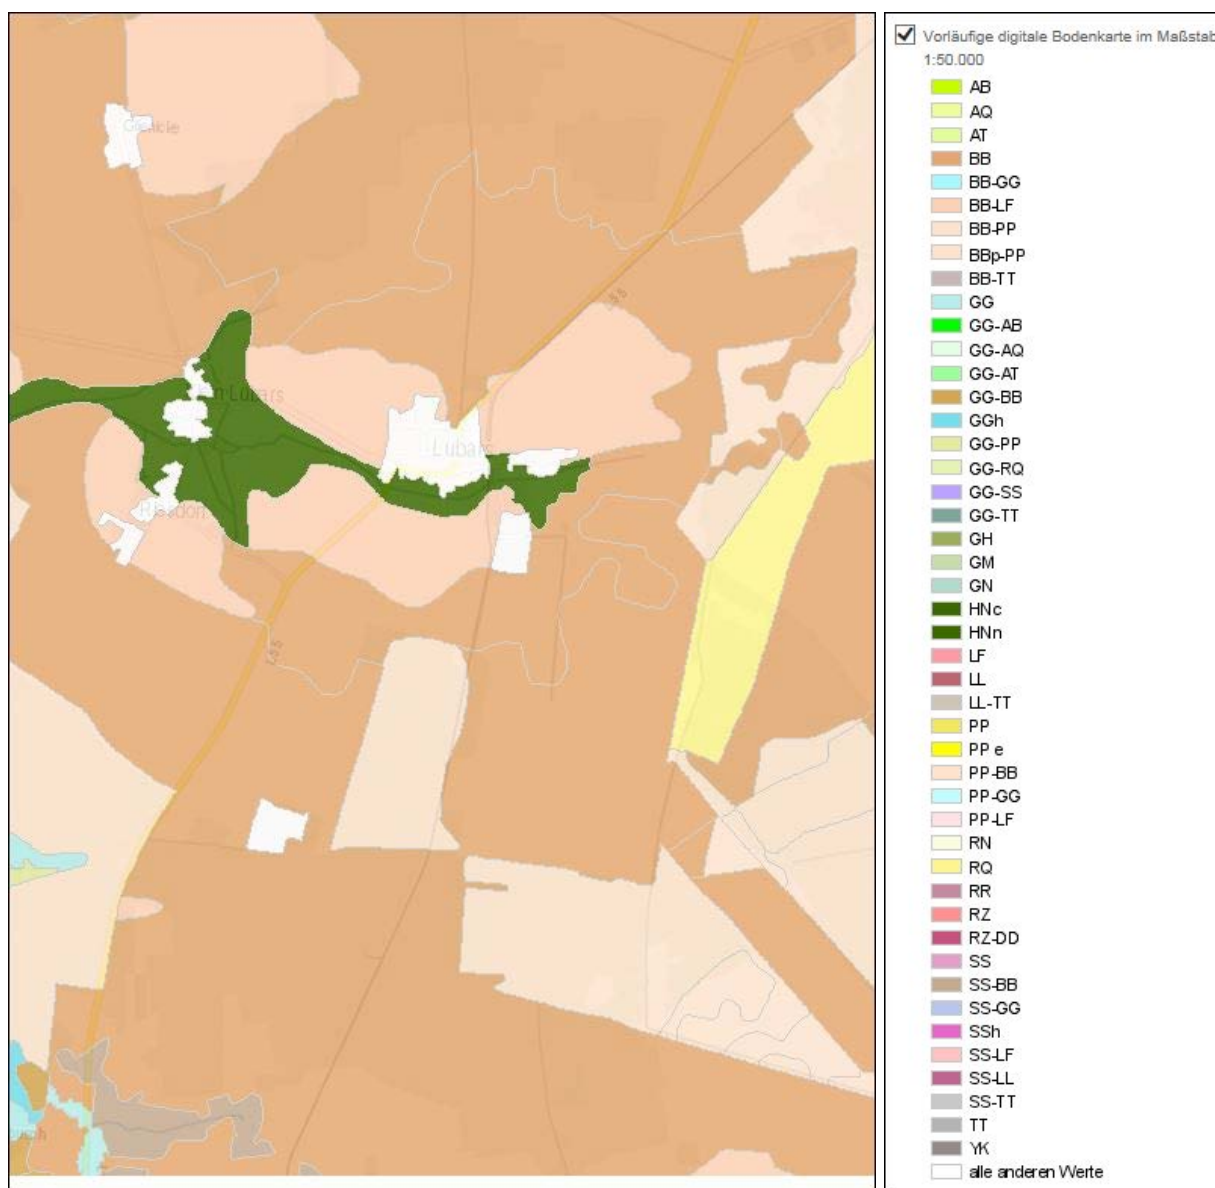 Lübars
L55
L55
Vorläufige digitale Bodenkarte im Maßstab
1:50.000
AB
AQ
AT
BB
BB-GG
BB-LF
BB-PP
BBp-PP
BB-TT
GG
GG-AB
GG-AQ
GG-AT
GG-BB
GGh
GG-PP
GG-RQ
GG-SS
GG-TT
GH
GM
GN
HNc
HNn
LF
LL
LL-TT
PP
PP e
PP-BB
PP-GG
PP-LF
RN
RQ
RR
RZ
RZ-DD
SS
SS-BB
SS-GG
SSh
SS-LF
SS-LL
SS-TT
TT
YK
alle anderen Werte